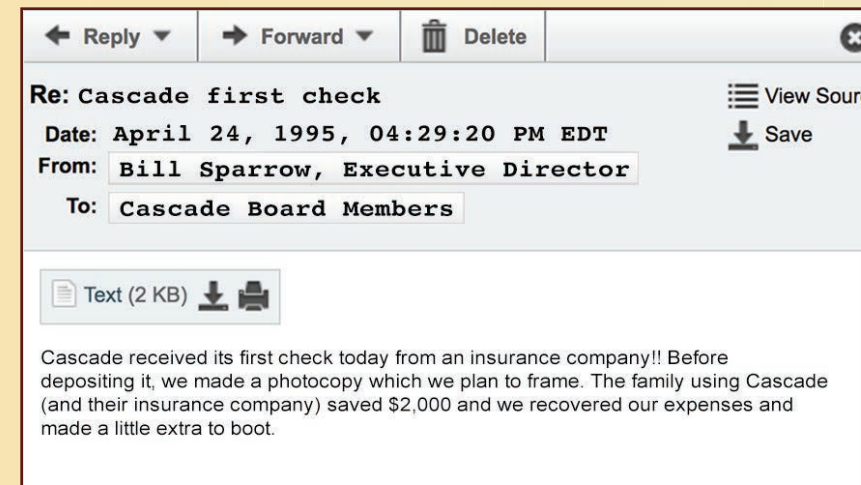 Reply Forward Delete
Re: Cascade first check
View Sour
Date: April 24, 1995, 04:29:20 PM EDT
Save
From: Bill Sparrow, Executive Director
To: Cascade Board Members
Text (2 KB)
Cascade received its first check today from an insurance company!! Before
depositing it, we made a photocopy which we plan to frame. The family using Cascade
(and their insurance company) saved $2,000 and we recovered our expenses and
made a little extra to boot.